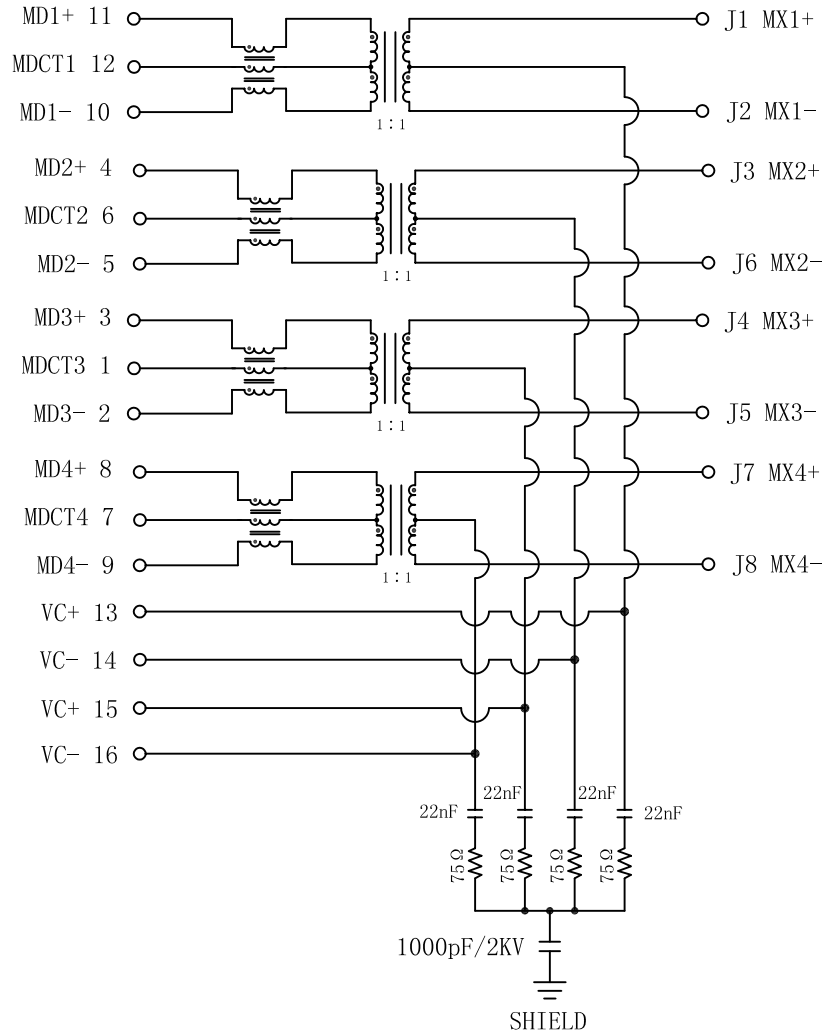 MD1+ 11
J1 MX1+
MDCT1 12
MD1- 10
J2 MX1-
1:1
MD2+ 4
J3 MX2+
MDCT2 6
MD2- 5
J6 MX2-
1:1
MD3+ 3
J4 MX3+
MDCT3 1
MD3- 2
J5 MX3-
1:1
MD4+ 8
J7 MX4+
MDCT4 7
MD4- 9
J8 MX4-
1:1
VC+ 13
VC- 14
VC+ 15
VC- 16
22nF
22nF
22nF
22nF
75Ω
75Ω
75Ω
75Ω
1000pF/2KV
SHIELD